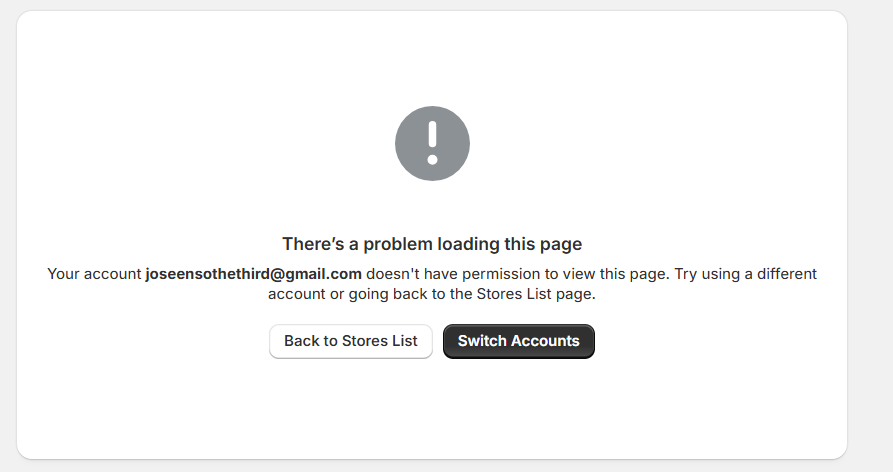 There's a problem loading this page
Your account joseensothethird@gmail.com doesn't have permission to view this page. Try using a different
account or going back to the Stores List page.
Back to Stores List
Switch Accounts